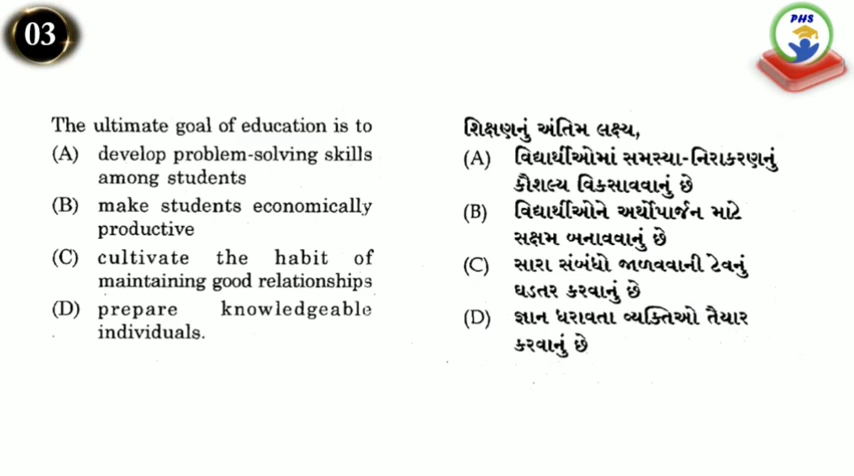 03
PHS
The ultimate goal of education is to
(A) develop problem-solving skills
among students
(B) make students economically
productive
(C) cultivate the habit of
maintaining good relationships
(D) prepare knowledgeable
individuals.
શિક્ષણનું અંતિમ લક્ષ્ય,
(A) વિદ્યાર્થીઓમાં સમસ્યા-નિરાકરણનું
કૌશલ્ય વિકસાવવાનું છે
(B) વિદ્યાર્થીઓને અર્થોપાર્જન માટે
સક્ષમ બનાવવાનું છે
(C) સારા સંબંધો જાળવવાની ટેવનું
ઘડતર કરવાનું છે
(D) જ્ઞાન ધરાવતા વ્યક્તિઓ તૈયાર
કરવાનું છે